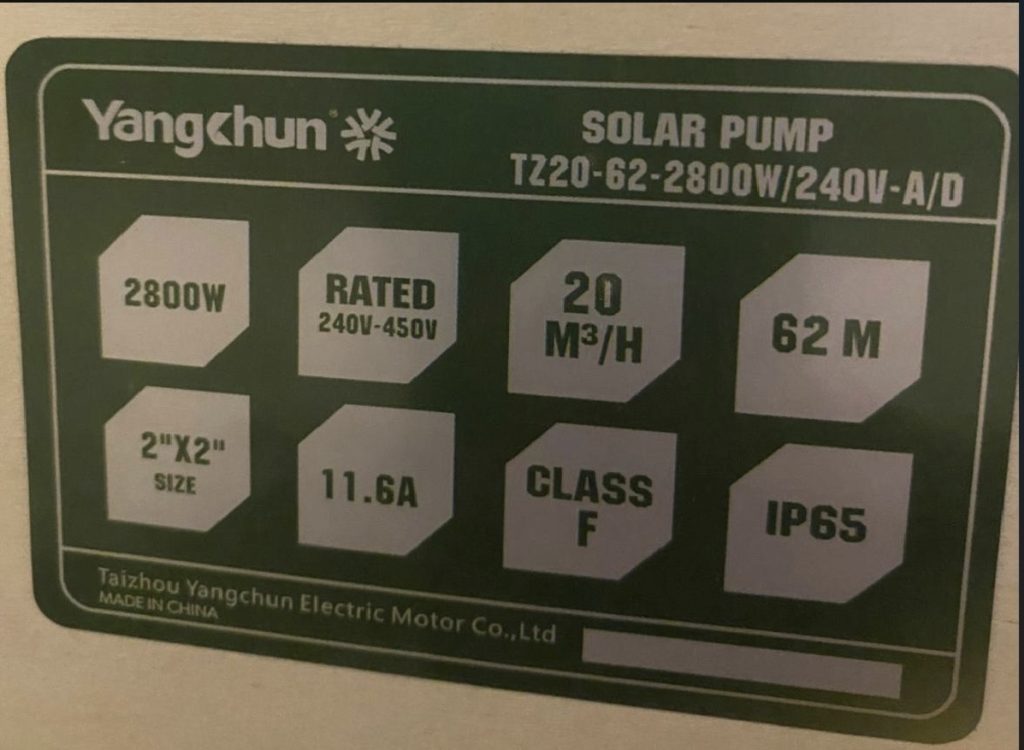 Yangchun
SOLAR PUMP
TZ20-62-2800W/240V-A/D
2800W
RATED
240V-450V
20
M³/H
62 M
2"X2"
SIZE
11.6A
CLASS
F
IP65
Taizhou Yangchun Electric Motor Co.,Ltd
MADE IN CHINA